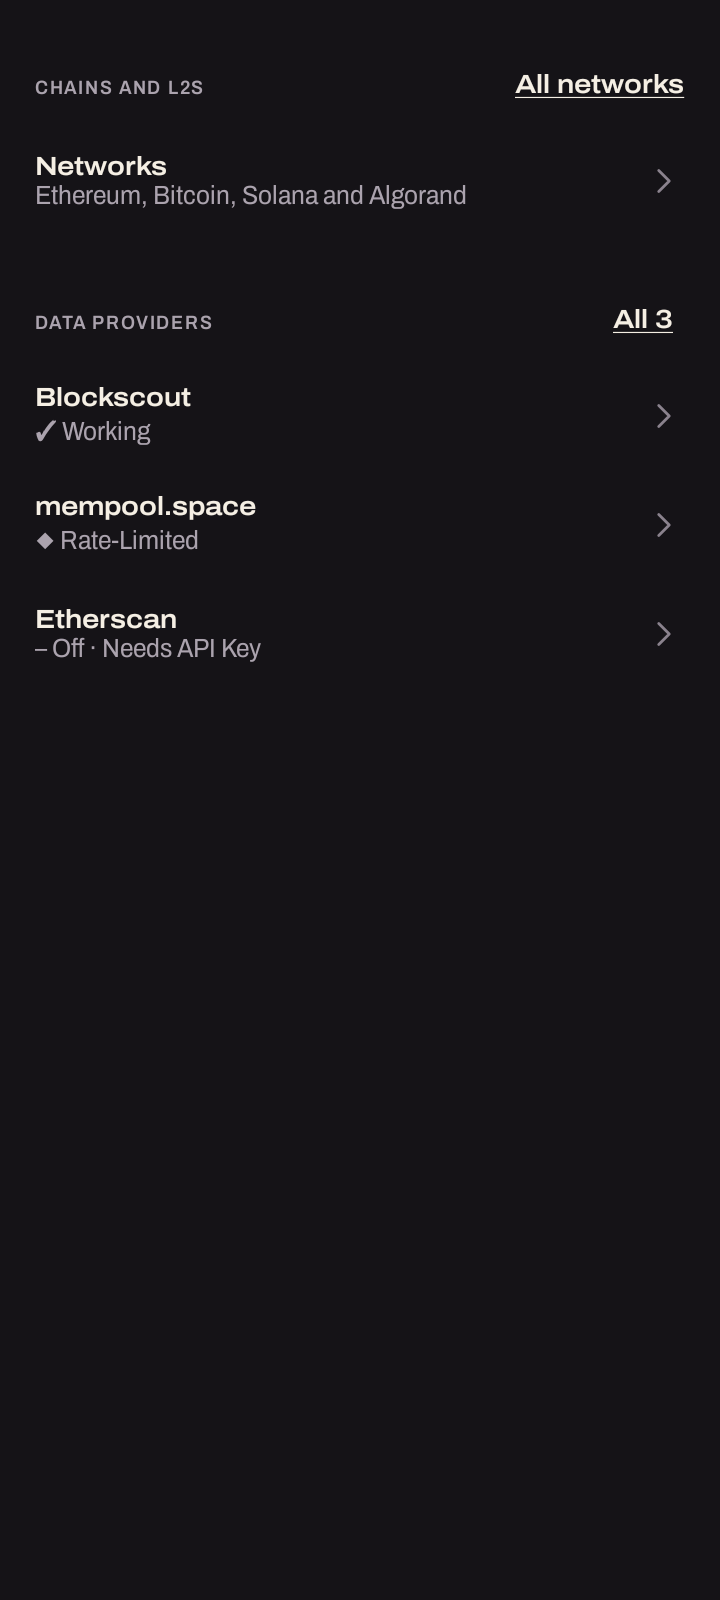 CHAINS AND L2S
All networks
Networks
Ethereum, Bitcoin, Solana and Algorand
DATA PROVIDERS
All 3
Blockscout
✓ Working
mempool.space
◆ Rate-Limited
Etherscan
– Off · Needs API Key